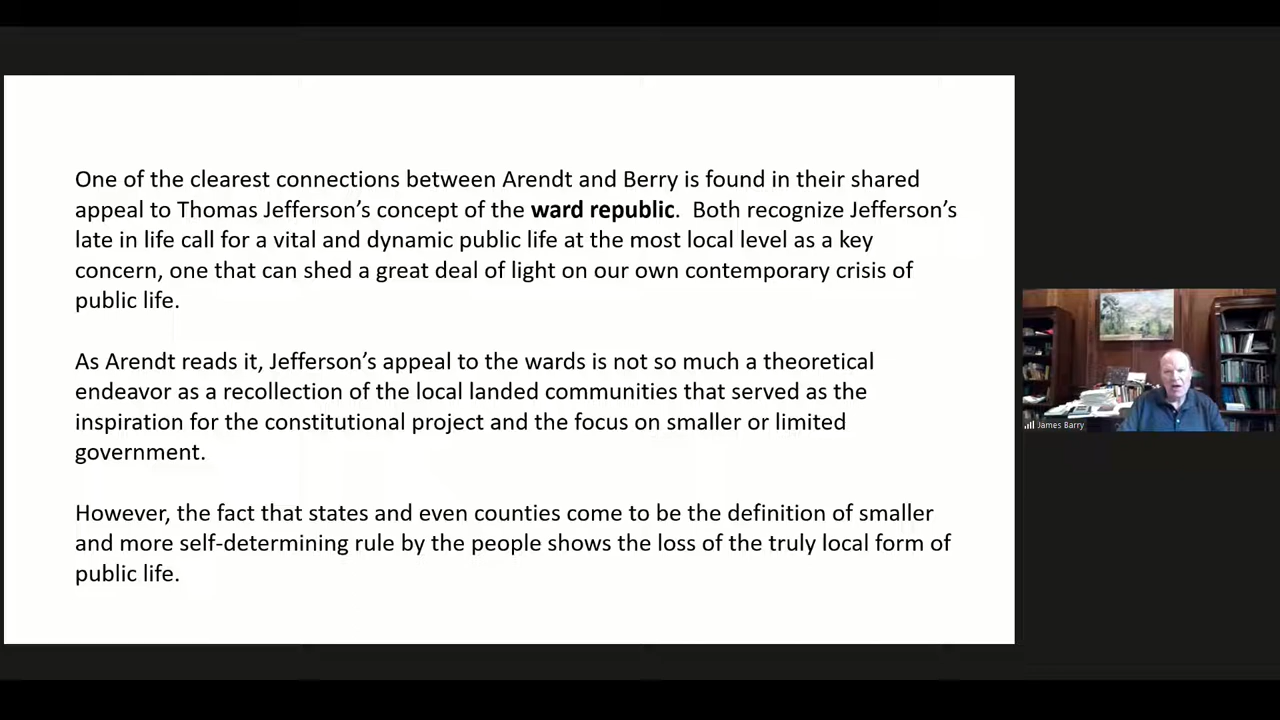 One of the clearest connections between Arendt and Berry is found in their shared
appeal to Thomas Jefferson’s concept of the ward republic.  Both recognize Jefferson’s
late in life call for a vital and dynamic public life at the most local level as a key
concern, one that can shed a great deal of light on our own contemporary crisis of
public life.
As Arendt reads it, Jefferson’s appeal to the wards is not so much a theoretical
endeavor as a recollection of the local landed communities that served as the
inspiration for the constitutional project and the focus on smaller or limited
government.
However, the fact that states and even counties come to be the definition of smaller
and more self-determining rule by the people shows the loss of the truly local form of
public life.
James Barry